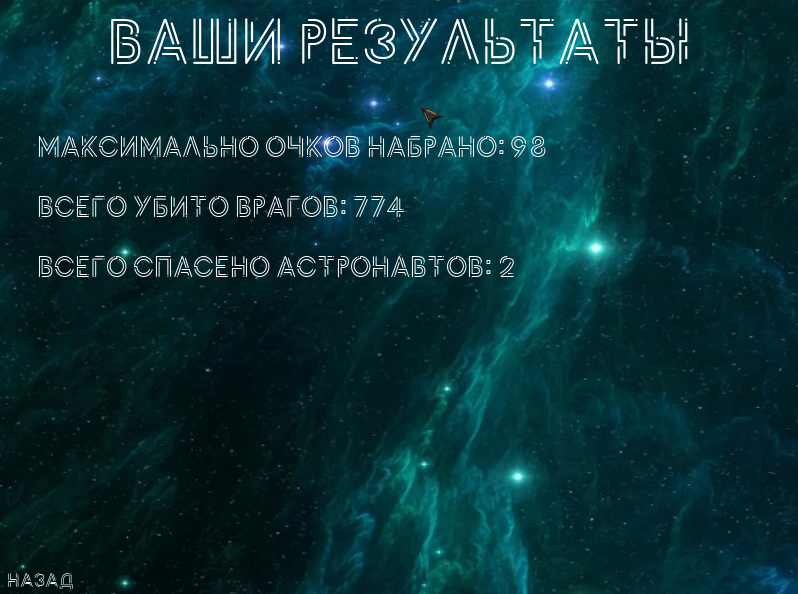 ВАШИ РЕЗУЛЬТАТЫ
МАКСИМАЛЬНО ОЧКОВ НАБРАНО: 98
ВСЕГО УБИТО ВРАГОВ: 774
ВСЕГО СПАСЕНО АСТРОНАВТОВ: 2
НАЗАД